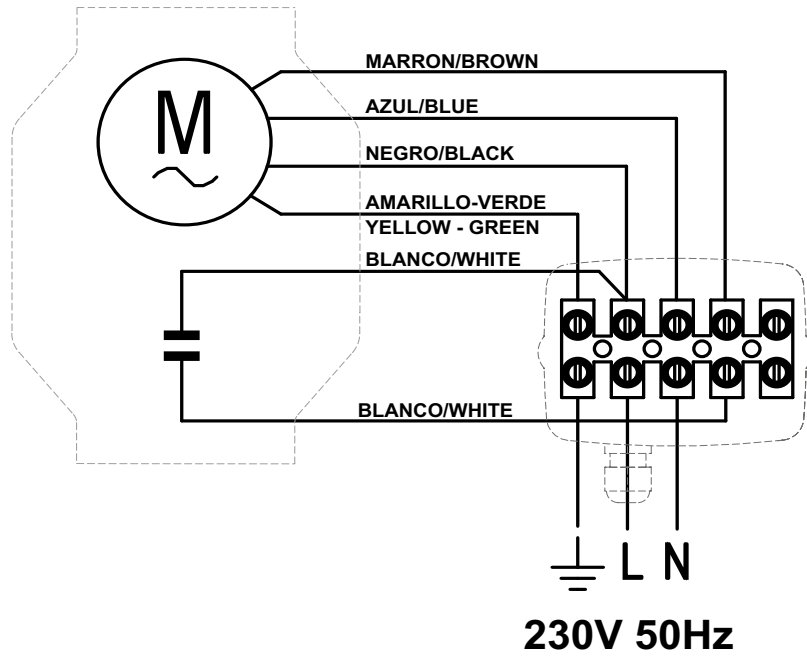 MARRON/BROWN
AZUL/BLUE
M
NEGRO/BLACK
AMARILLO-VERDE
YELLOW - GREEN
BLANCO/WHITE
BLANCO/WHITE
L N
230V 50Hz